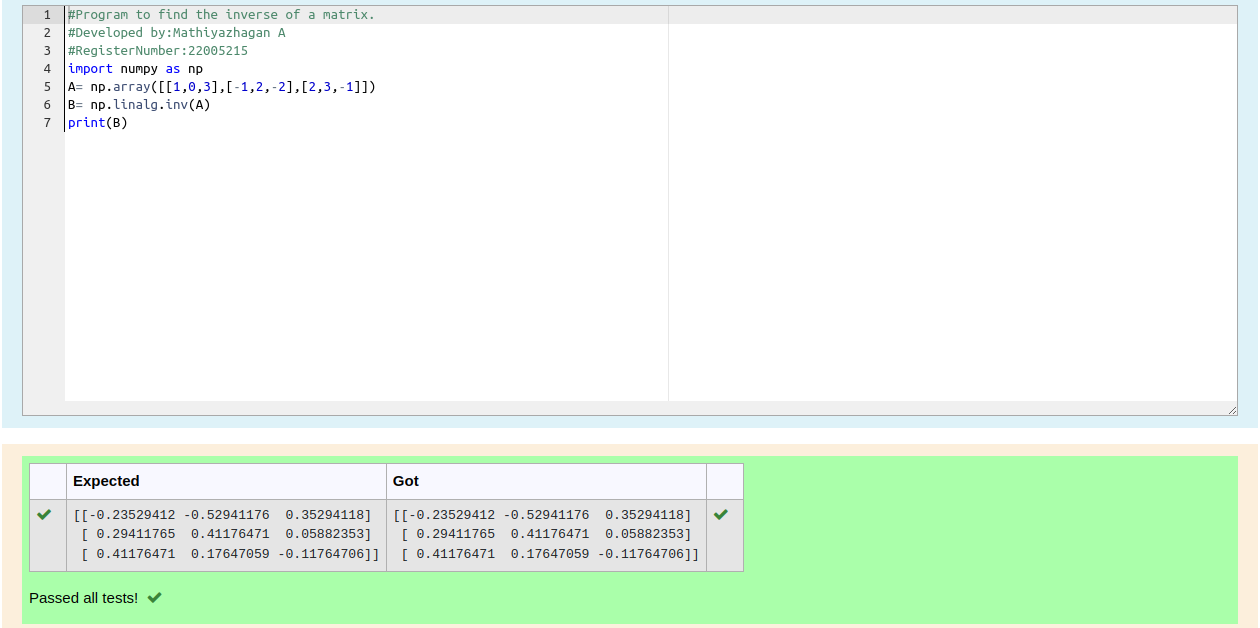 1 #Program to find the inverse of a matrix.
2 #Developed by:Mathiyazhagan A
3 #RegisterNumber:22005215
4 import numpy as np
5 A= np.array([[1,0,3],[-1,2,-2],[2,3,-1]])
6 B= np.linalg.inv(A)
7 print(B)
Expected Got
[[-0.23529412 -0.52941176  0.35294118] [[-0.23529412 -0.52941176  0.35294118]
[ 0.29411765  0.41176471  0.05882353] [ 0.29411765  0.41176471  0.05882353]
[ 0.41176471  0.17647059 -0.11764706]] [ 0.41176471  0.17647059 -0.11764706]]
Passed all tests!